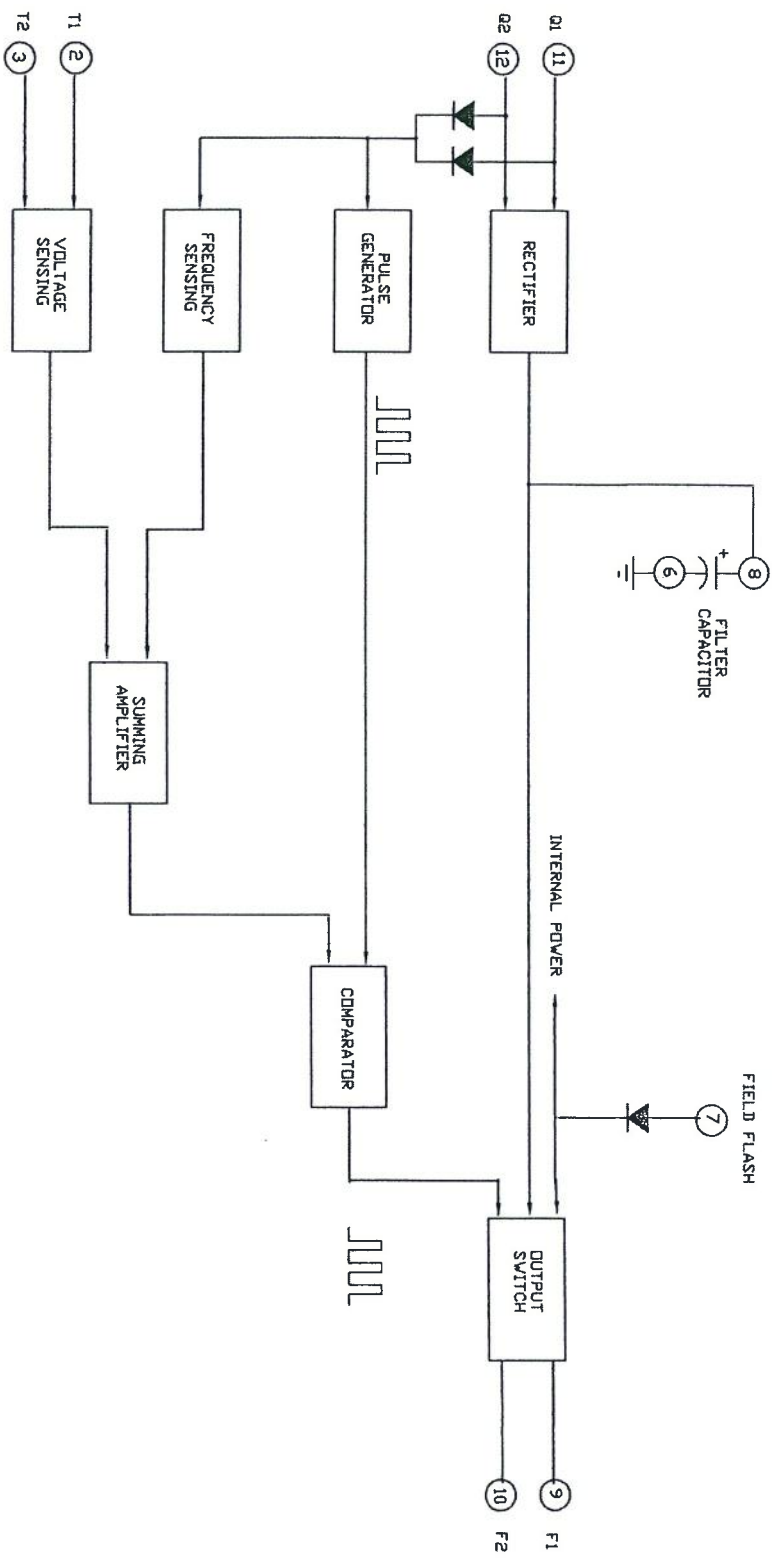 8
FIELD FLASH
+
FILTER
CAPACITOR
7
6
Q1
11
INTERNAL POWER
9
F1
Q2
12
RECTIFIER
OUTPUT
SWITCH
10
F2
PULSE
GENERATOR
COMPARATOR
FREQUENCY
SENSING
SUMMING
AMPLIFIER
T1
2
VOLTAGE
SENSING
T2
3